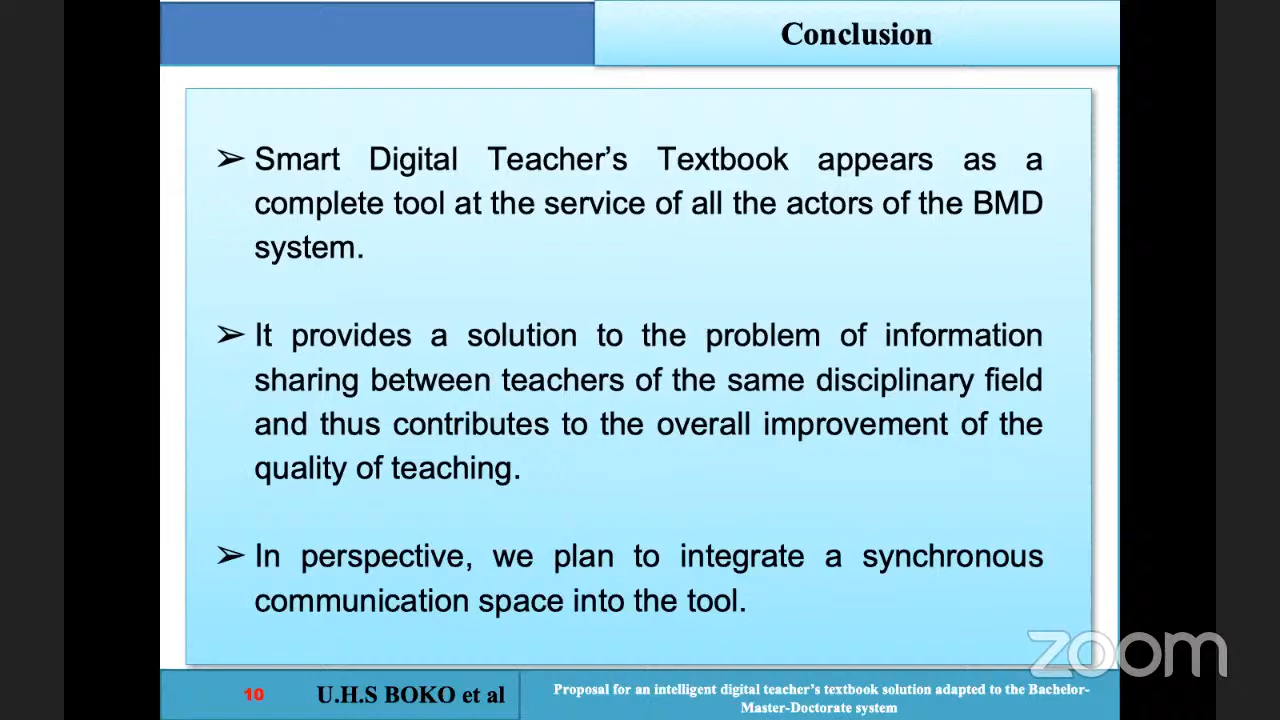 Conclusion
➢ Smart Digital Teacher’s Textbook appears as a
complete tool at the service of all the actors of the BMD
system.
➢ It provides a solution to the problem of information
sharing between teachers of the same disciplinary field
and thus contributes to the overall improvement of the
quality of teaching.
➢ In perspective, we plan to integrate a synchronous
communication space into the tool.
zoom
10
U.H.S BOKO et al
Proposal for an intelligent digital teacher’s textbook solution adapted to the Bachelor-
Master-Doctorate system